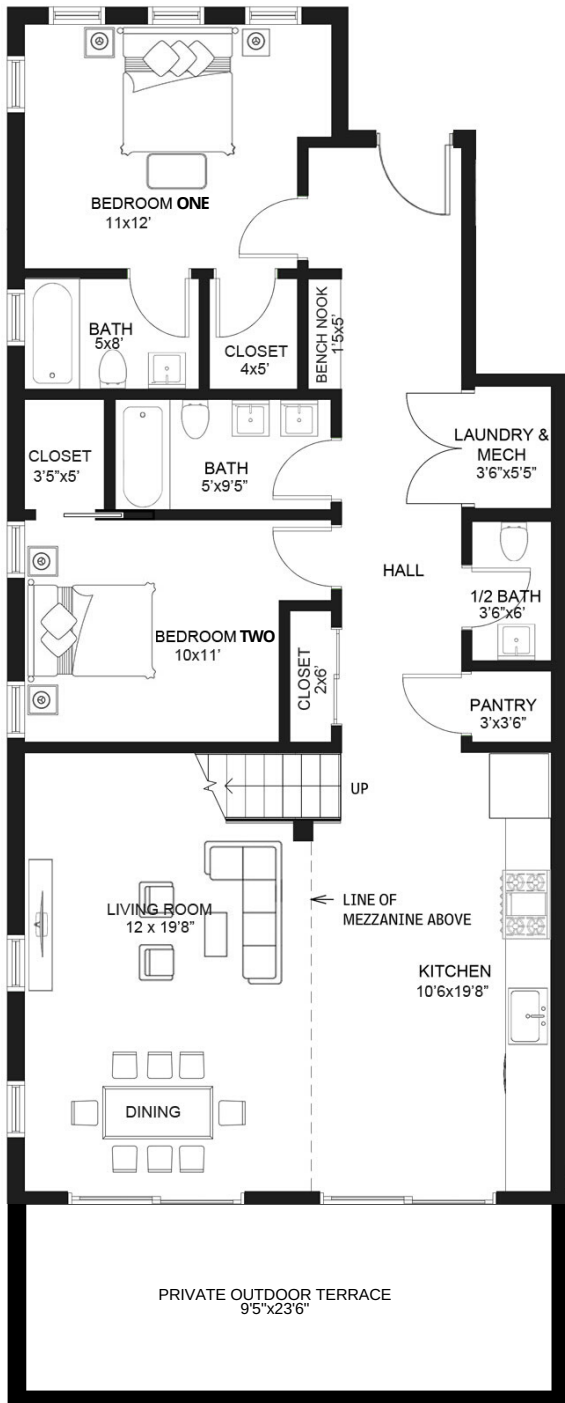 BEDROOM ONE
11x12'
BATH
5x8'
CLOSET
4x5'
BENCH NOOK
1'5x5'
CLOSET
3'5"x5'
BATH
5'x9'5"
LAUNDRY &
MECH
3'6"x5'5"
HALL
1/2 BATH
3'6"x6'
BEDROOM TWO
10x11'
CLOSET
2x6'
PANTRY
3'x3'6"
UP
LIVING ROOM
12 x 19'8"
LINE OF
MEZZANINE ABOVE
KITCHEN
10'6x19'8"
DINING
PRIVATE OUTDOOR TERRACE
9'5"x23'6"